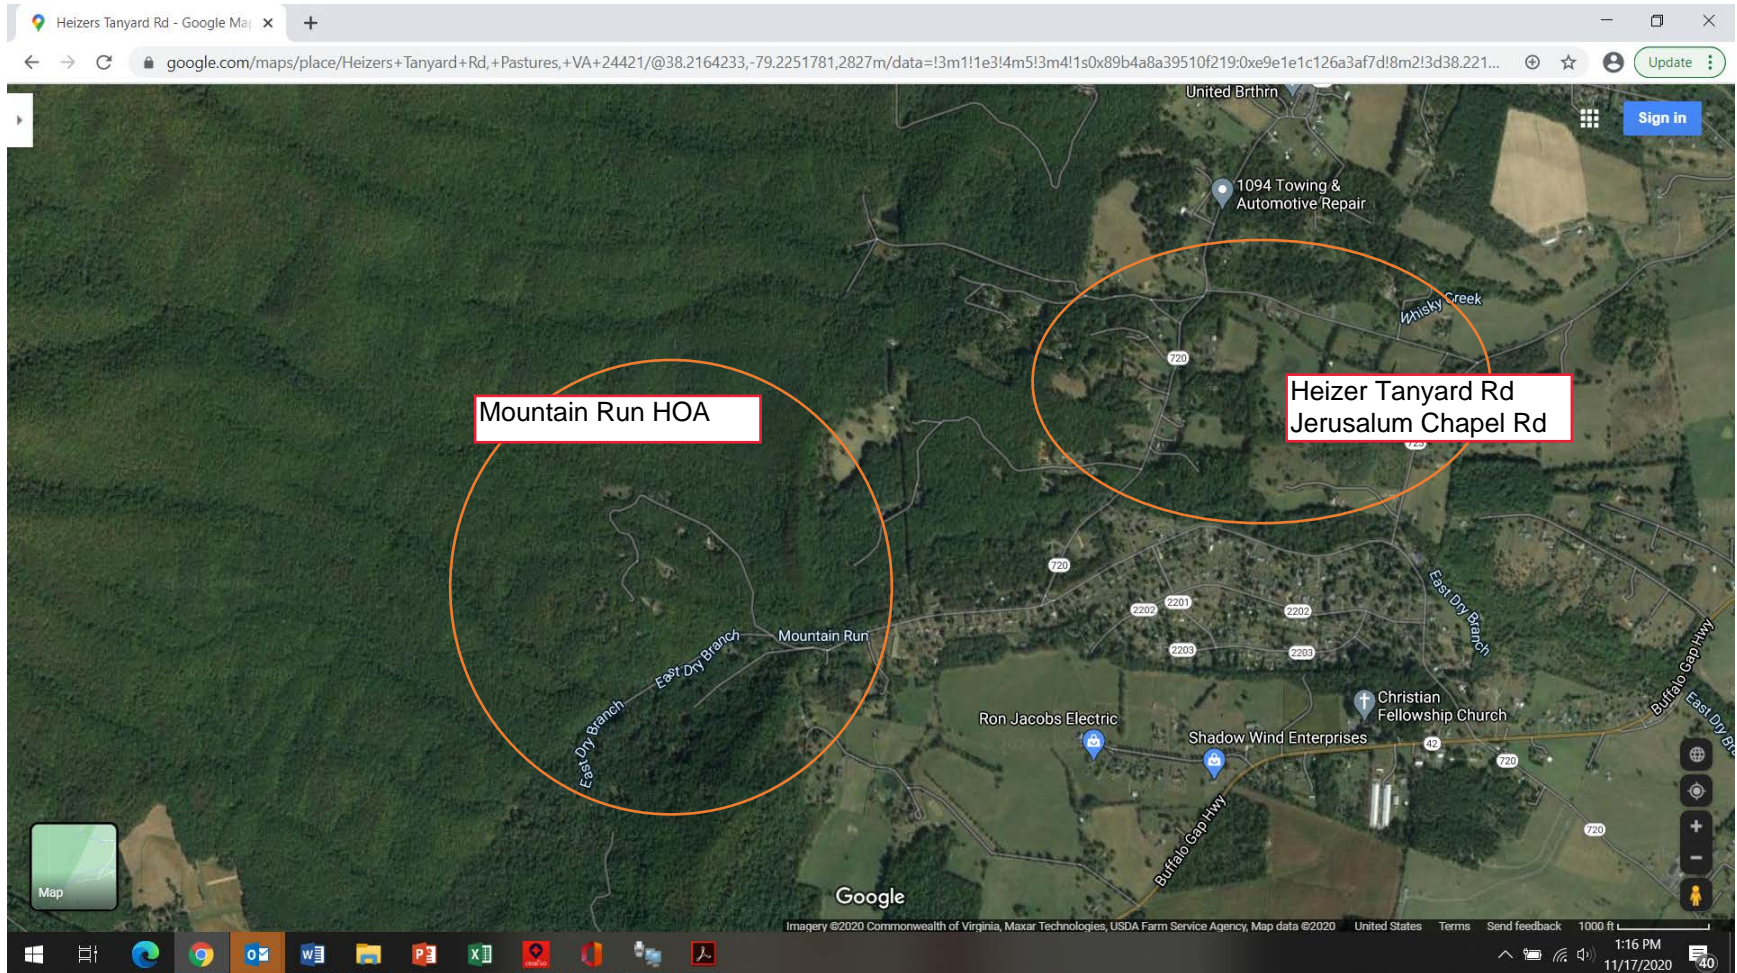 Heizers Tanyard Rd - Google Ma
google.com/maps/place/Heizers+Tanyard+Rd,+Pastures,+VA+24421/@38.2164233,-79.2251781,2827m/data=!3m1!1e3!4m5!3m4!1s0x89b4a8a39510f219:0xe9e1e1c126a3af7d!8m2!3d38.221...
Update
United Brthrn
Sign in
1094 Towing &
Automotive Repair
Whisky Creek
720
Heizer Tanyard Rd
Jerusalum Chapel Rd
Mountain Run HOA
720
2202
2201
2202
East Dry Branch
Mountain Run
East Dry Branch
2203
2203
Buffalo Gap Hwy
East Dry Branch
Christian
Fellowship Church
East Dry Br
Ron Jacobs Electric
Shadow Wind Enterprises
42
720
Buffalo Gap Hwy
720
Map
Google
Imagery ©2020 Commonwealth of Virginia, Maxar Technologies, USDA Farm Service Agency, Map data ©2020 United States Terms Send feedback 1000 ft
1:16 PM
11/17/2020
40